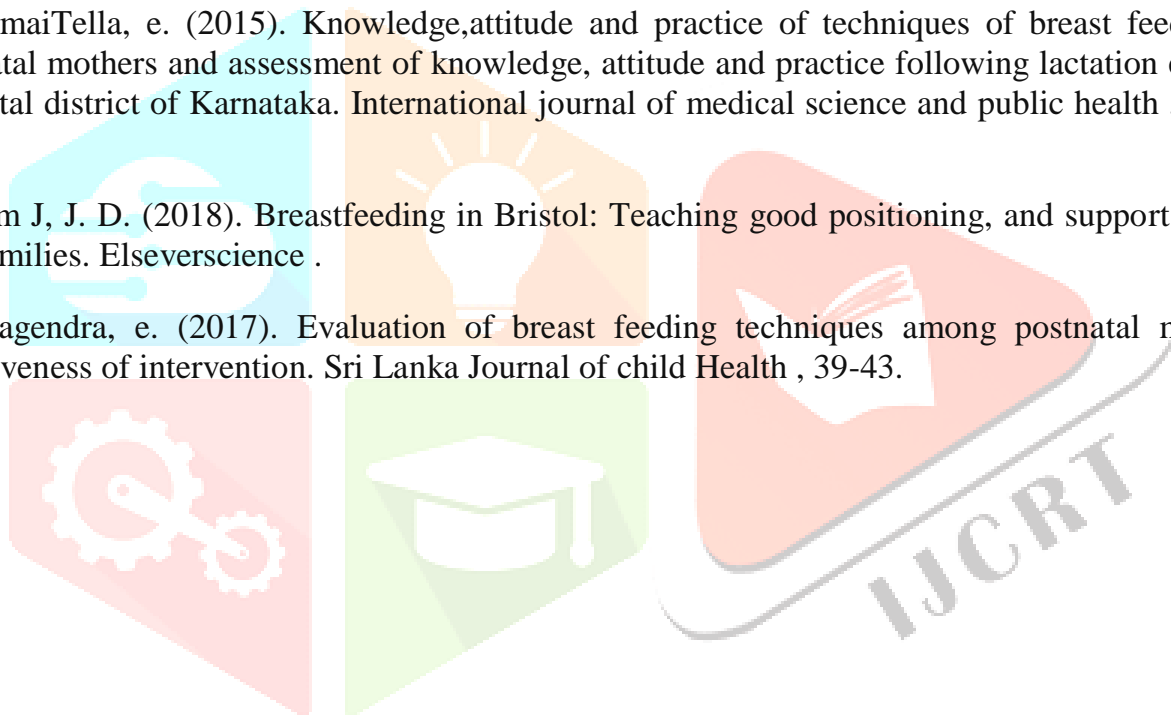 maiTella, e. (2015). Knowledge,attitude and practice of techniques of breast
atal mothers and assessment of knowledge, attitude and practice following lactation
tal district of Karnataka. International journal of medical science and public health
m J, J. D. (2018). Breastfeeding in Bristol: Teaching good positioning, and support
milies. Elseverscience .
agendra, e. (2017). Evaluation of breast feeding techniques among postnatal
iveness of intervention. Sri Lanka Journal of child Health , 39-43.
IJCRT